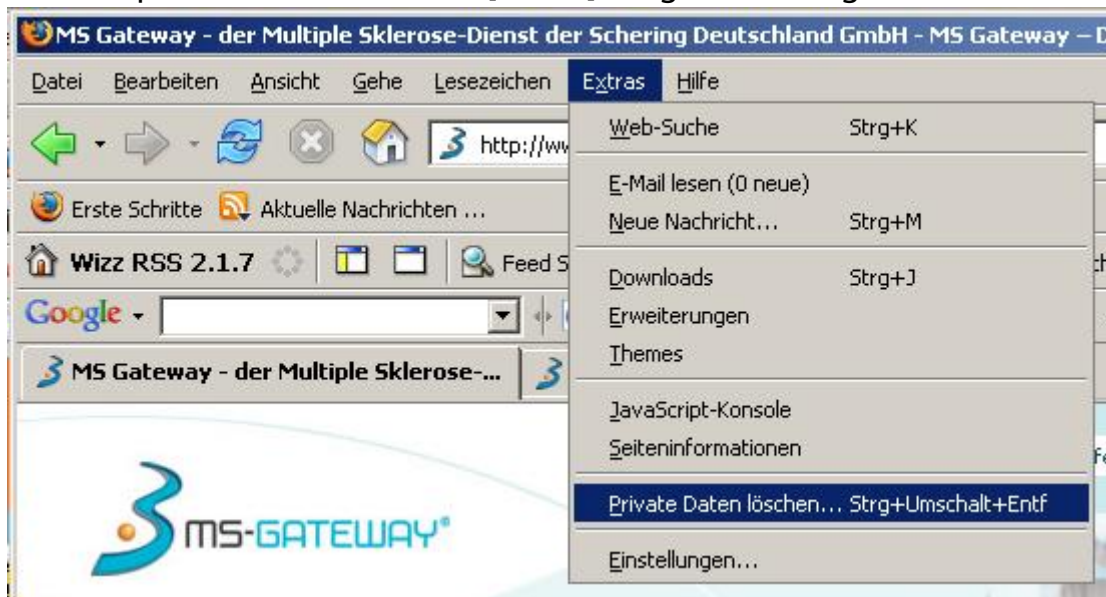 MS Gateway - der Multiple Sklerose-Dienst der Schering Deutschland GmbH - MS Gateway –
Datei Bearbeiten Ansicht Gehe Lesezeichen Extras Hilfe
http://ww
Erste Schritte Aktuelle Nachrichten ...
Wizz RSS 2.1.7 Feed S
Google
MS Gateway - der Multiple Sklerose-...
MS-GATEWAY®
Web-Suche Strg+K
E-Mail lesen (0 neue)
Neue Nachricht... Strg+M
Downloads Strg+J
Erweiterungen
Themes
JavaScript-Konsole
Seiteninformationen
Private Daten löschen... Strg+Umschalt+Entf
Einstellungen...